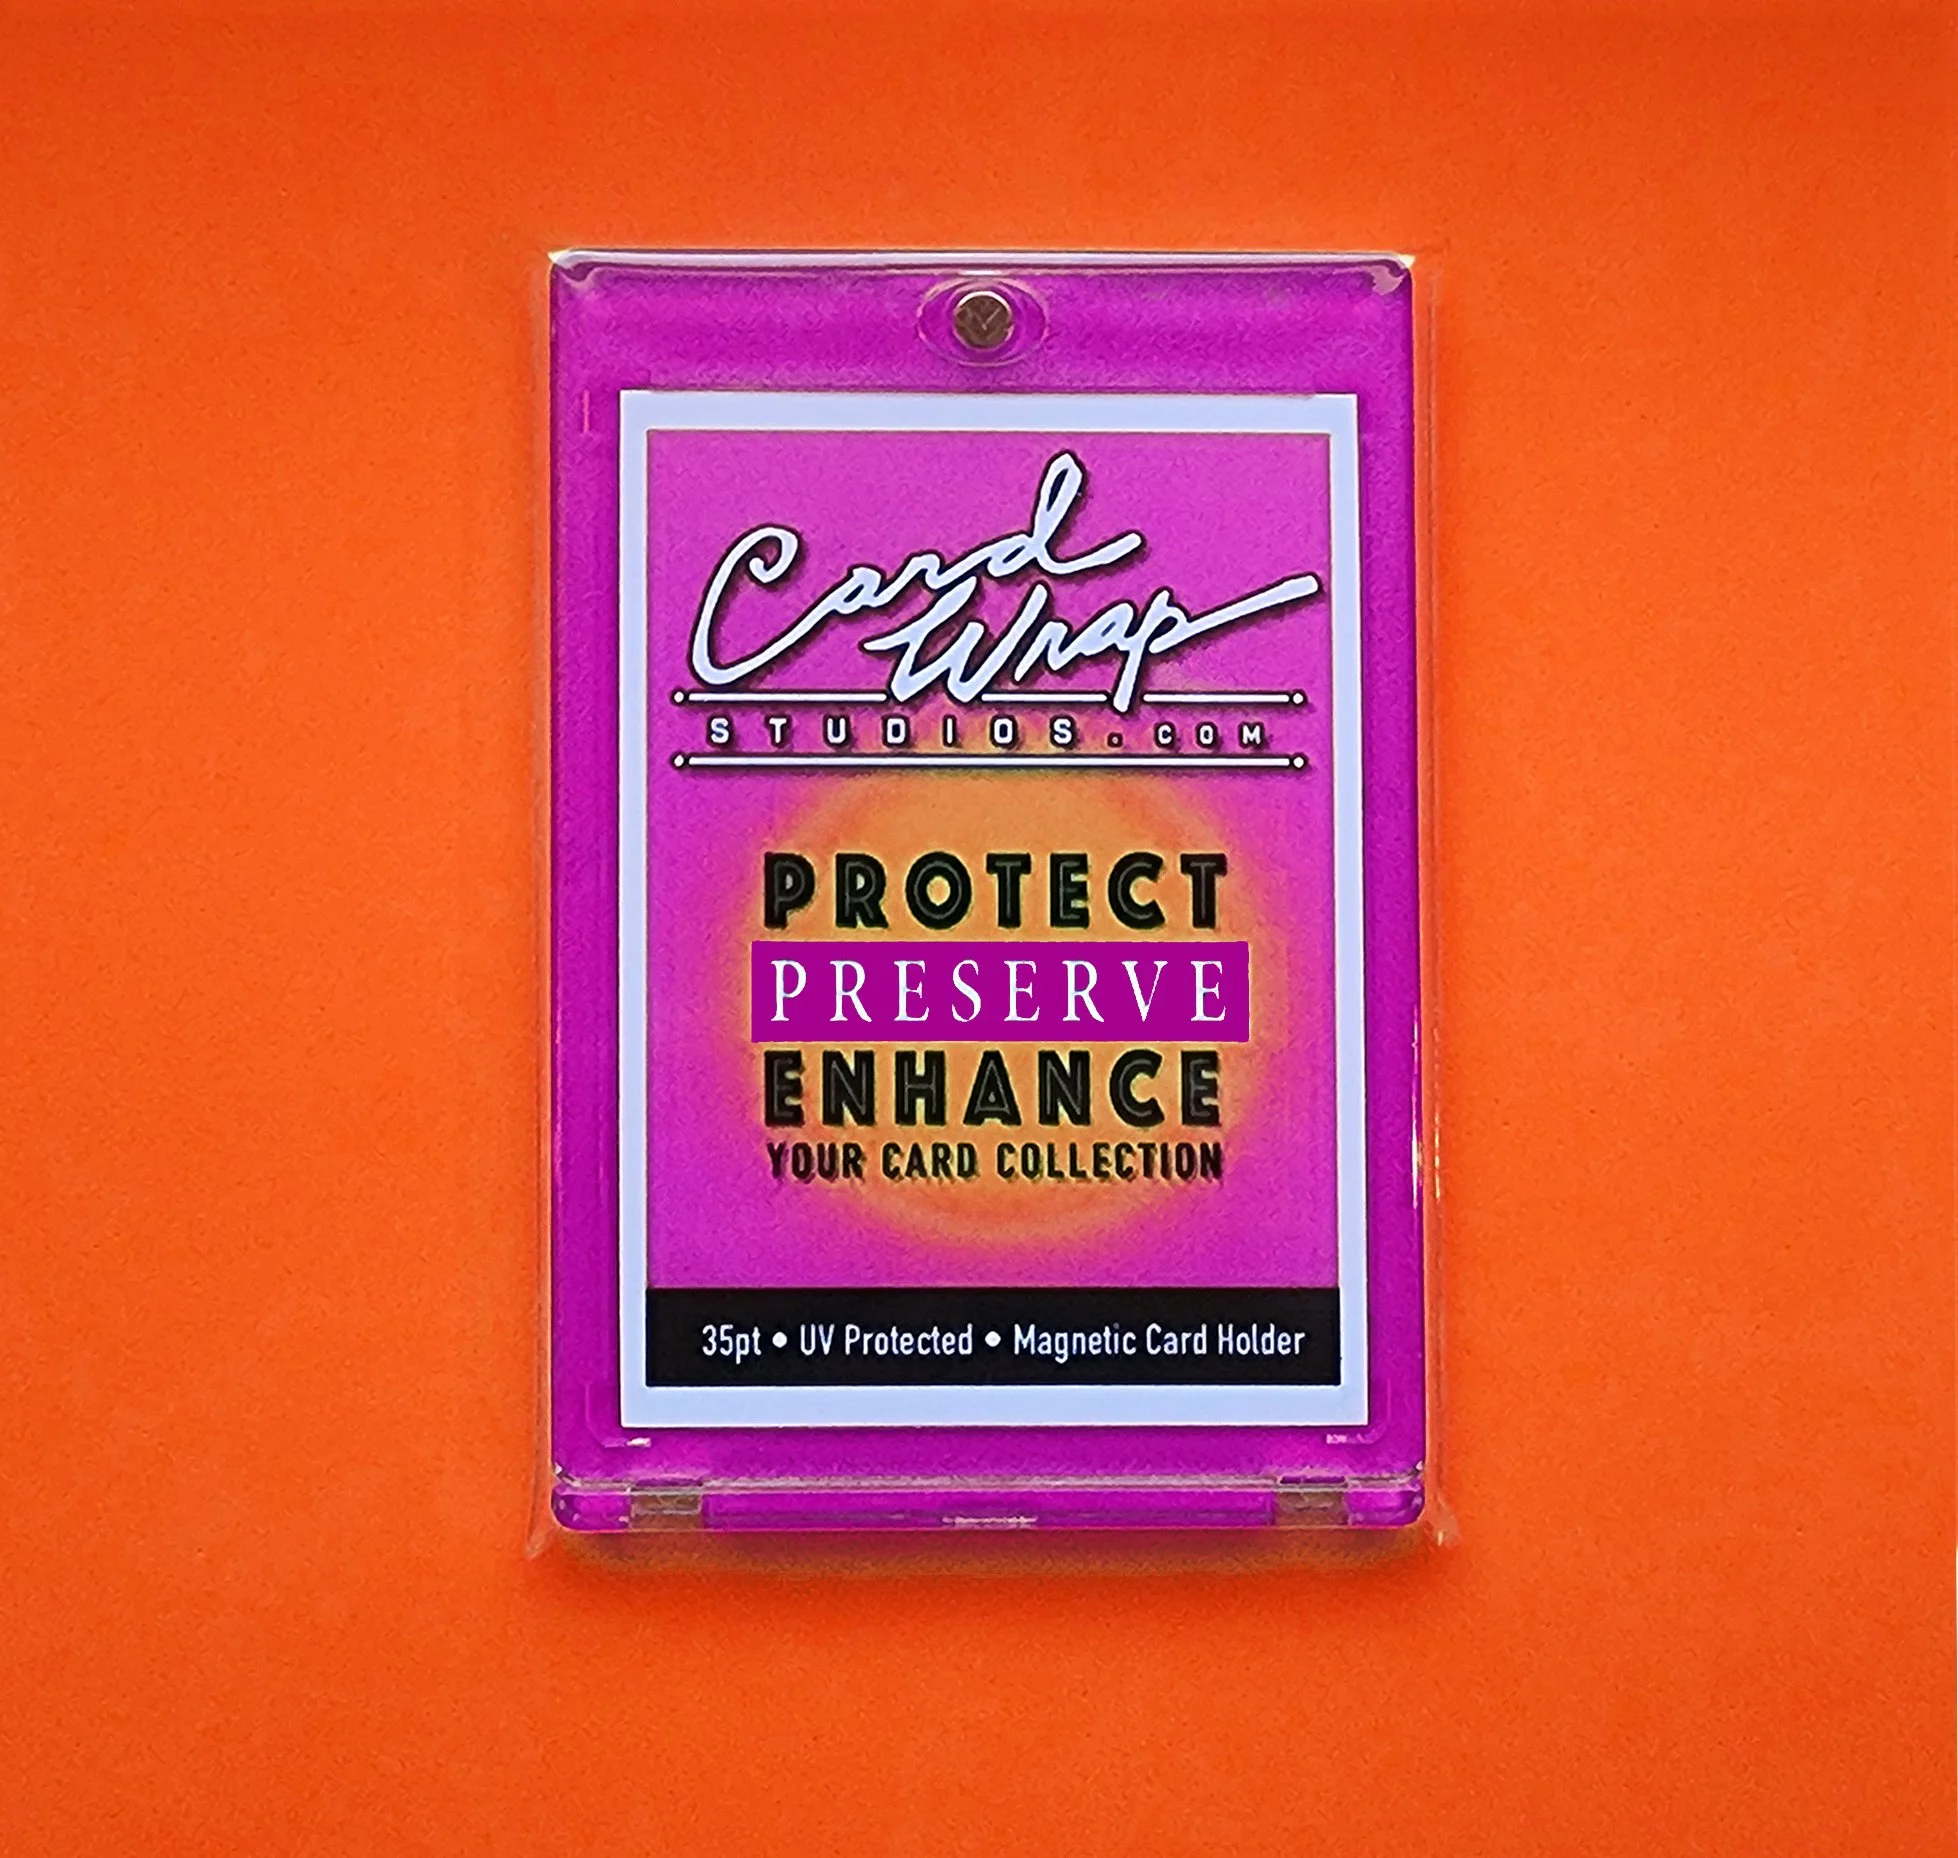 Card
Wrap
STUDIOS.COM
PROTECT
PRESERVE
ENHANCE
YOUR CARD COLLECTION
35pt • UV Protected • Magnetic Card Holder